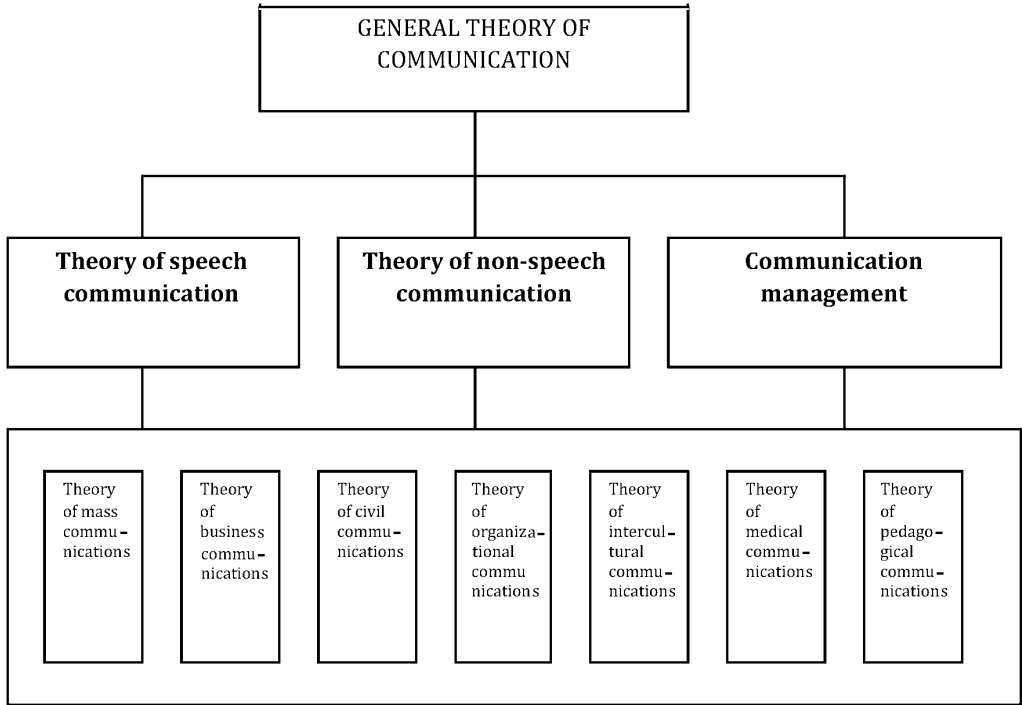 GENERAL THEORY OF
COMMUNICATION
Theory of speech
communication
Theory of non-speech
communication
Communication
management
Theory
of mass
commu–
nications
Theory
of
business
commu–
nications
Theory
of civil
commu–
nications
Theory
of
organiza-
tional
commu
nications
Theory
of
intercul–
tural
commu–
nications
Theory
of
medical
commu–
nications
Theory
of
pedago–
gical
commu–
nications